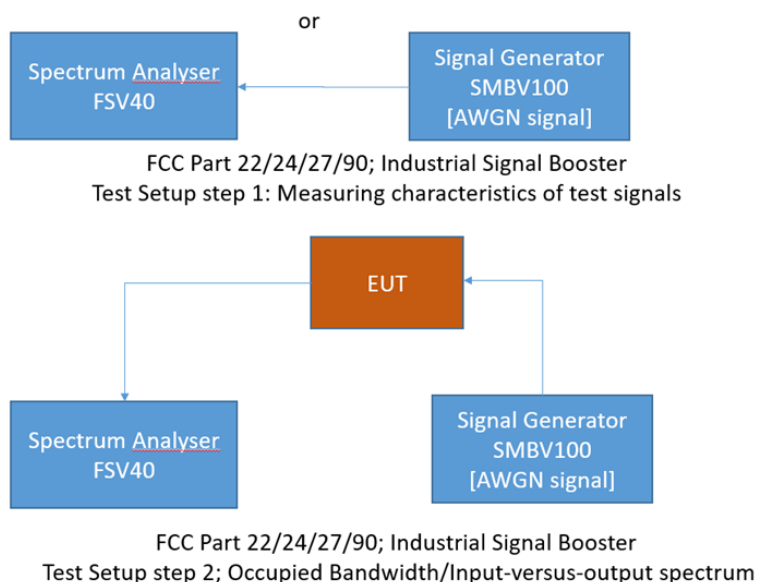 or
Spectrum Analyser
FSV40
Signal Generator
SMBV100
[AWGN signal]
FCC Part 22/24/27/90; Industrial Signal Booster
Test Setup step 1: Measuring characteristics of test signals
EUT
Spectrum Analyser
FSV40
Signal Generator
SMBV100
[AWGN signal]
FCC Part 22/24/27/90; Industrial Signal Booster
Test Setup step 2; Occupied Bandwidth/Input-versus-output spectrum